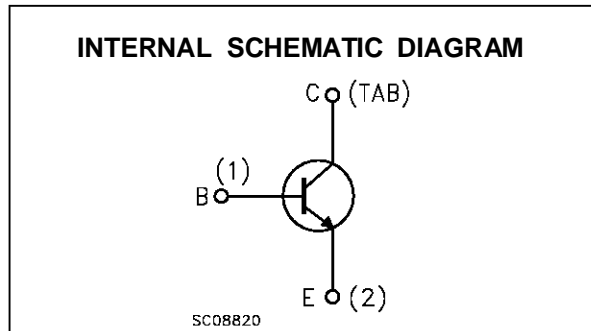 INTERNAL SCHEMATIC DIAGRAM
C (TAB)
(1)
B
E (2)
SC08820